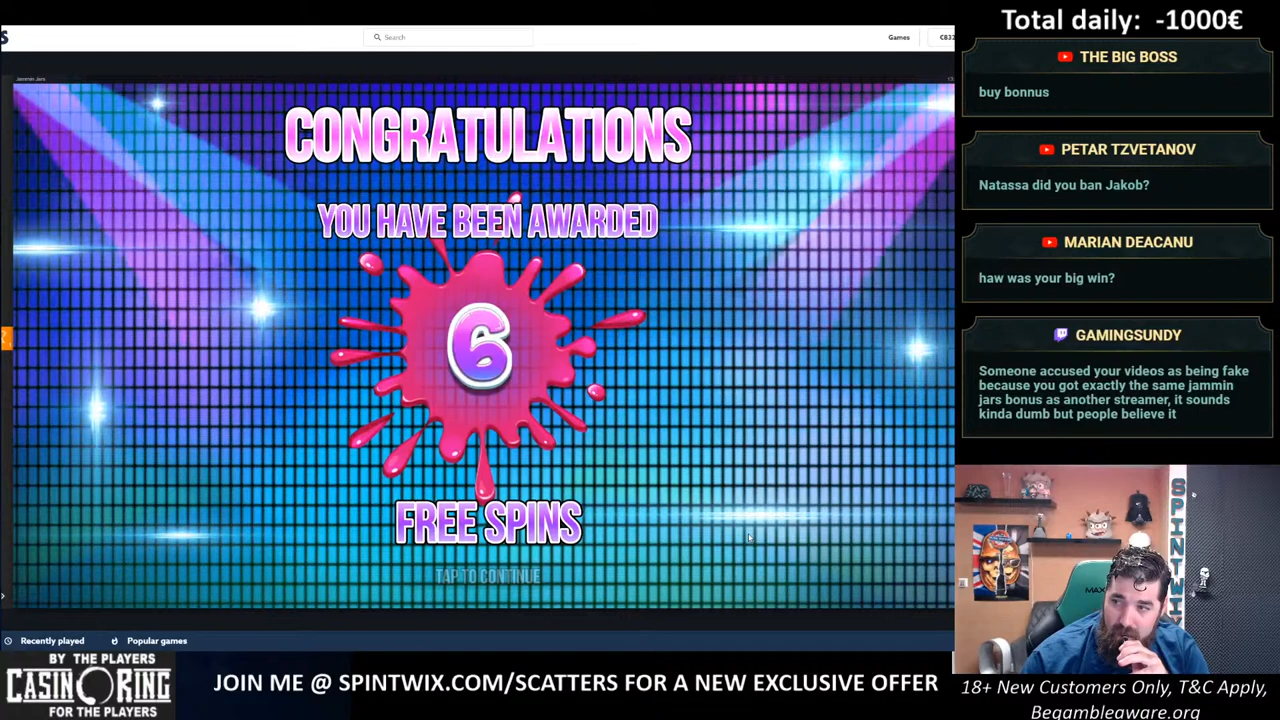 Total daily: -1000€
Search
Games
Jammin Jars
THE BIG BOSS
buy bonnus
PETAR TZVETANOV
Natassa did you ban Jakob?
MARIAN DEACANU
haw was your big win?
GAMINGSUNDY
Someone accused your videos as being fake
because you got exactly the same jammin
jars bonus as another streamer, it sounds
kinda dumb but people believe it
CONGRATULATIONS
YOU HAVE BEEN AWARDED
6
FREE SPINS
TAP TO CONTINUE
Recently played
Popular games
BY THE PLAYERS
CASINORING
FOR THE PLAYERS
JOIN ME @ SPINTWIX.COM/SCATTERS FOR A NEW EXCLUSIVE OFFER
SPINTWIX
18+ New Customers Only, T&C Apply,
Begambleaware.org